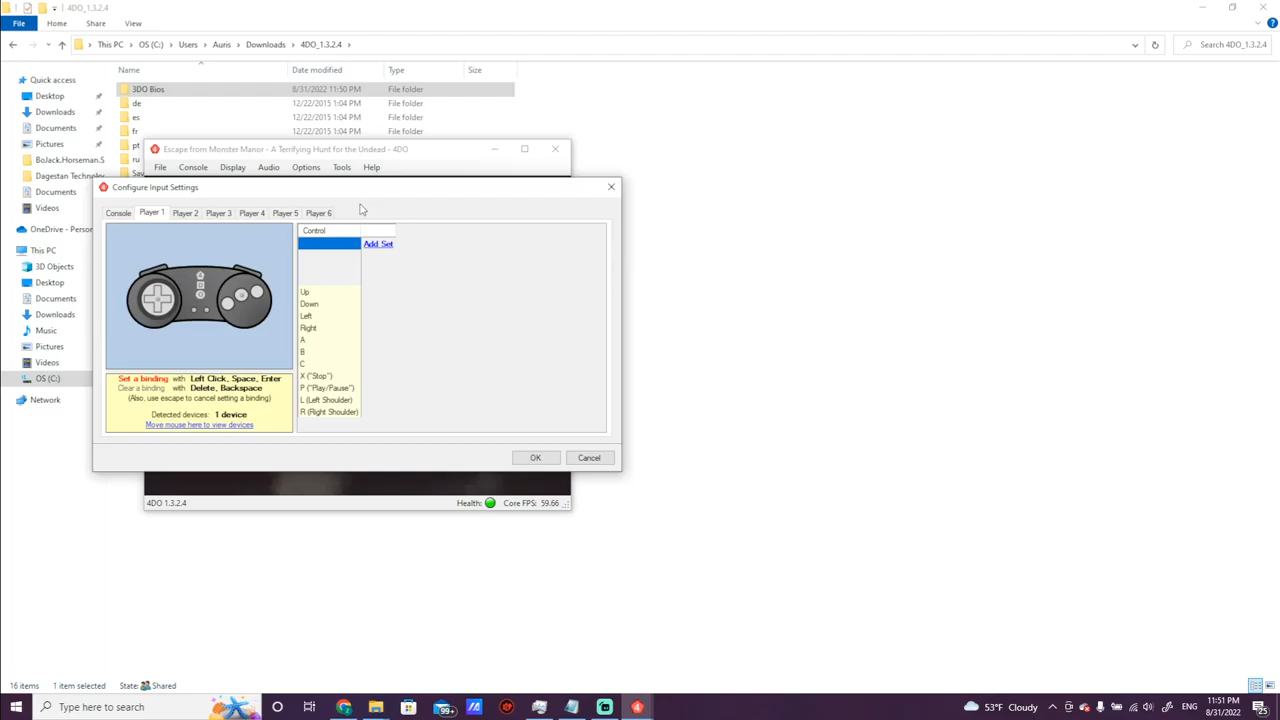 4DO_1.3.2.4
File
Home
Share
View
This PC
OS (C:)
Users
Auris
Downloads
4DO_1.3.2.4
Search 4DO_1.3.2.4
Name
Date modified
Type
Size
Quick access
Desktop
Downloads
Documents
Pictures
BoJack.Horseman.S
Dagestan Technolo
Documents
Videos
OneDrive - Person
This PC
3D Objects
Desktop
Documents
Downloads
Music
Pictures
Videos
OS (C:)
Network
3DO Bios 8/31/2022 11:50 PM File folder
de 12/22/2015 1:04 PM File folder
es 12/22/2015 1:04 PM File folder
fr 12/22/2015 1:04 PM File folder
pt
ru
Sav
Escape from Monster Manor - A Terrifying Hunt for the Undead - 4DO
File Console Display Audio Options Tools Help
Configure Input Settings
Console Player 1 Player 2 Player 3 Player 4 Player 5 Player 6
Control
Add Set
Up
Down
Left
Right
A
B
C
X ("Stop")
P ("Play/Pause")
L (Left Shoulder)
R (Right Shoulder)
Set a binding with Left Click, Space, Enter
Clear a binding with Delete, Backspace
(Also, use escape to cancel setting a binding)
Detected devices: 1 device
Move mouse here to view devices
OK
Cancel
4DO 1.3.2.4
Health:
Core FPS: 59.66
16 items
1 item selected
State:
Shared
Type here to search
99+
53°F Cloudy
11:51 PM
8/31/2022
25